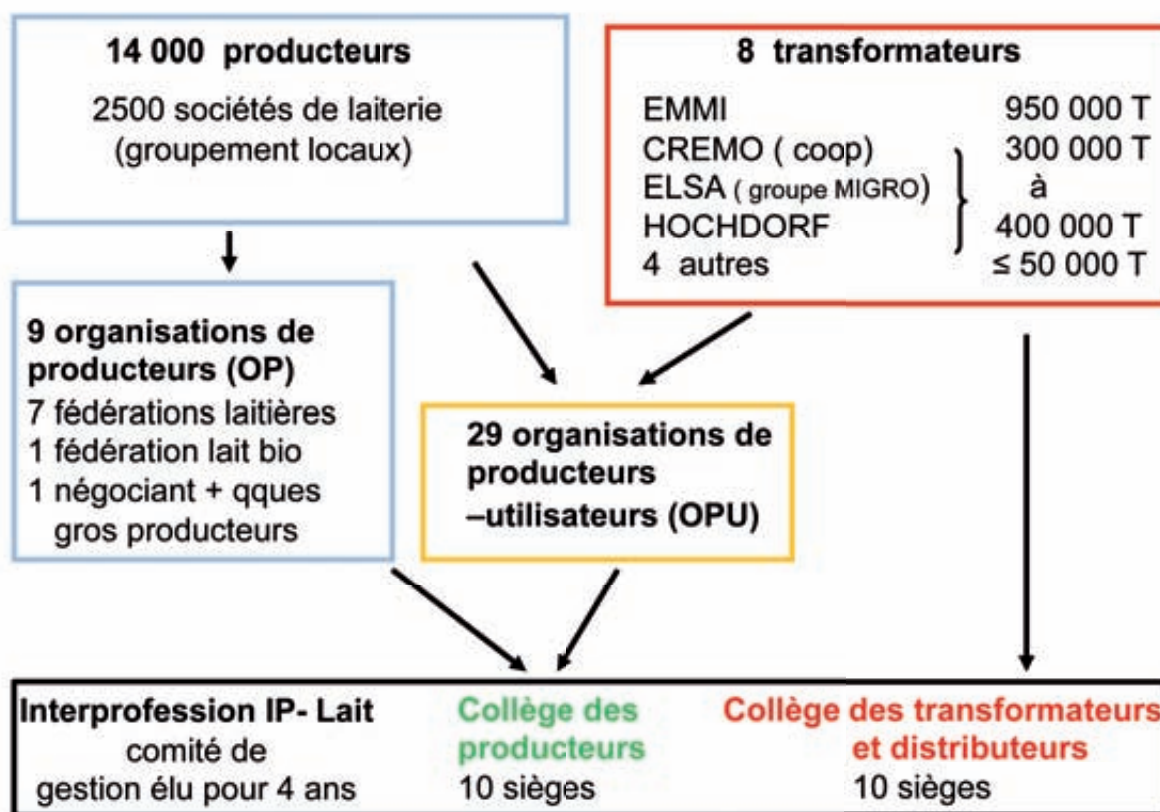 14 000 producteurs
2500 sociétés de laiterie
(groupement locaux)
8 transformateurs
EMMI 950 000 T
CREMO ( coop) 300 000 T
ELSA ( groupe MIGRO) à
HOCHDORF 400 000 T
4 autres ≤ 50 000 T
9 organisations de
producteurs (OP)
7 fédérations laitières
1 fédération lait bio
1 négociant + qques
gros producteurs
29 organisations de
producteurs
–utilisateurs (OPU)
Interprofession IP- Lait
comité de
gestion élu pour 4 ans
Collège des
producteurs
10 sièges
Collège des transformateurs
et distributeurs
10 sièges